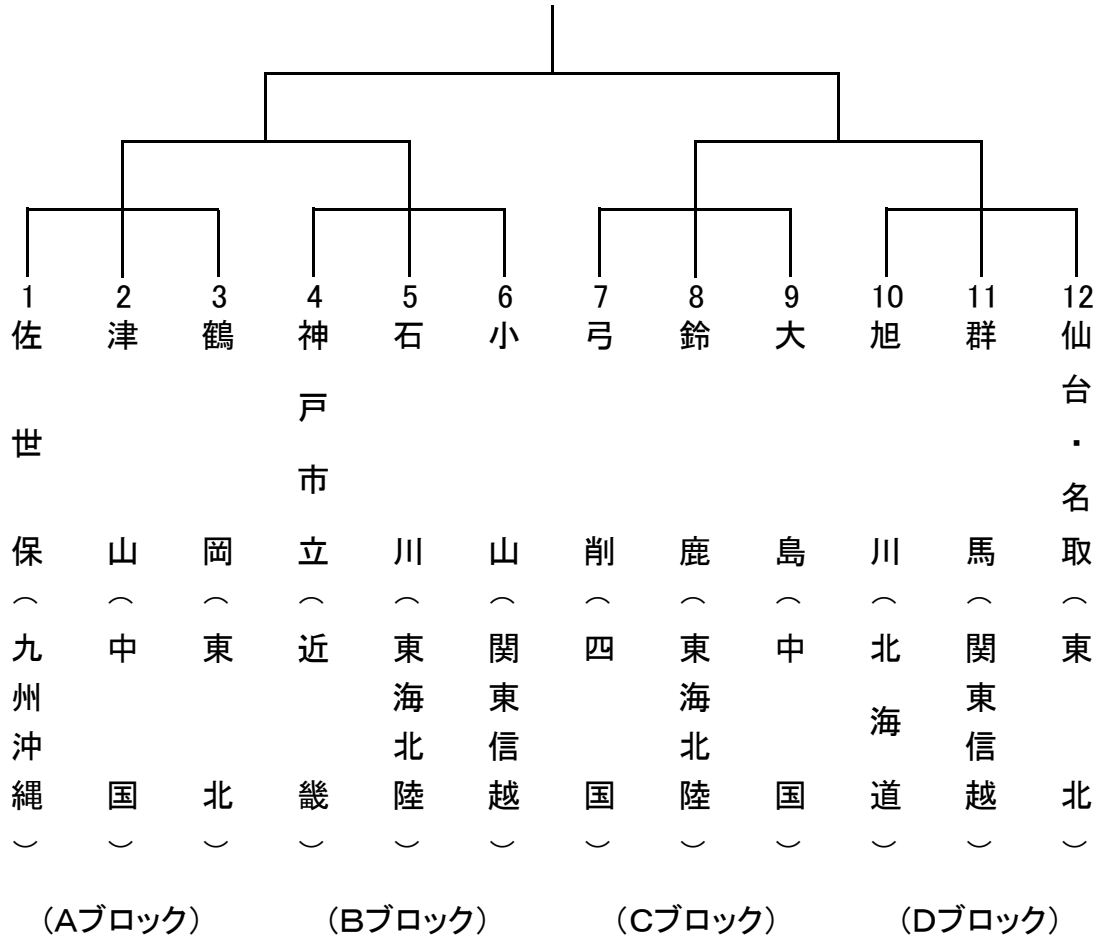 1 佐世保（九州沖縄）
2 津山（中国）
3 鶴岡（東北）
4 神戸市立（近畿）
5 石川（東海北陸）
6 小山（関東信越）
7 弓削（四国）
8 鈴鹿（東海北陸）
9 大島（中国）
10 旭川（北海道）
11 群馬（関東信越）
12 仙台・名取（東北）
（Aブロック）
（Bブロック）
（Cブロック）
（Dブロック）